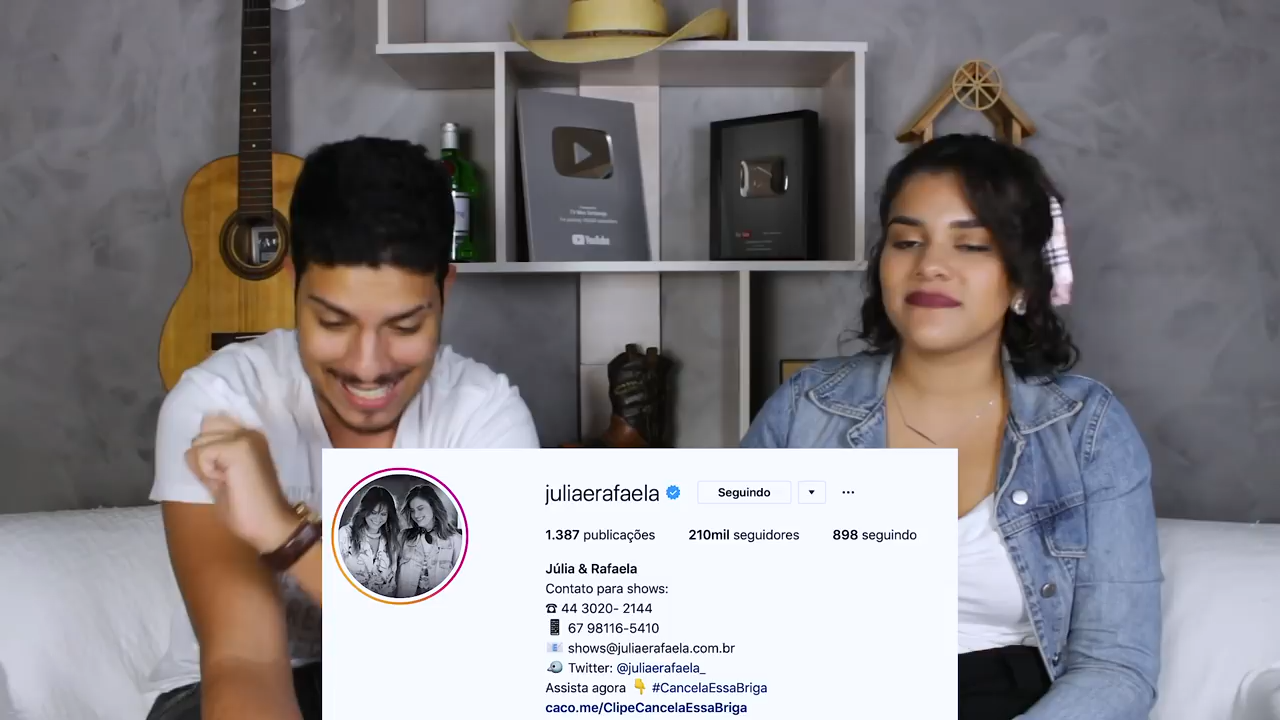 YouTube
juliaerafaela Seguindo
1.387 publicações 210mil seguidores 898 seguindo
Júlia & Rafaela
Contato para shows:
☎ 44 3020- 2144
📱 67 98116-5410
📧 shows@juliaerafaela.com.br
🐦 Twitter: @juliaerafaela_
Assista agora 👇 #CancelaEssaBriga
caco.me/ClipeCancelaEssaBriga